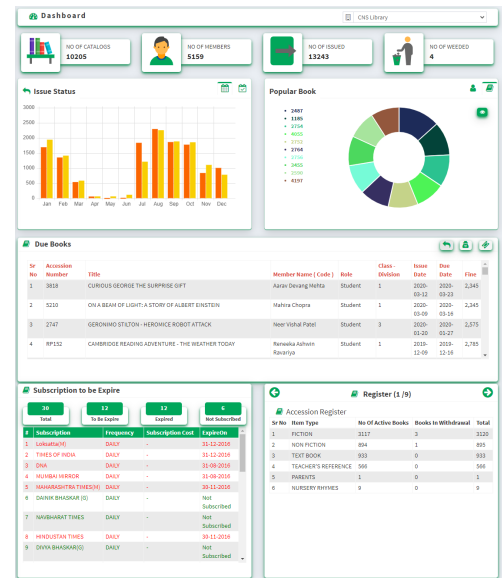 Dashboard
CNS Library
NO OF CATALOGS
10205
NO OF MEMBERS
5159
NO OF ISSUED
13243
NO OF WEEDED
4
Issue Status
3000
2500
2000
1500
1000
500
0
Jan Feb Mar Apr May Jun Jul Aug Sep Oct Nov Dec
Popular Book
2487
1185
2754
4055
2764
2455
4197
Due Books
Sr No Accession Number Title Member Name ( Code ) Role Class - Division Issue Date Due Date Fine
1 3818 CURIOUS GEORGE THE SURPRISE GIFT Aarav Devang Mehta Student 1 2020-03-12 2020-03-23 2,345
2 5210 ON A BEAM OF LIGHT: A STORY OF ALBERT EINSTEIN Mahira Chopra Student 1 2020-03-09 2020-03-16 2,345
3 2747 GERONIMO STILTON - HEROMICE ROBOT ATTACK Neer Vishal Patel Student 3 2020-01-20 2020-01-27 2,575
4 RP152 CAMBRIDGE READING ADVENTURE - THE WEATHER TODAY Reneeka Ashwin Ravariya Student 1 2019-12-09 2019-12-16 2,785
Subscription to be Expire
30 Total
12 To Be Expire
12 Expired
6 Not Subscribed
# Subscription Frequency Subscription Cost ExpireOn
1 Loksatta(M) DAILY - 31-12-2016
2 TIMES OF INDIA DAILY - 31-12-2016
3 DNA DAILY - 31-08-2016
4 MUMBAI MIRROR DAILY - 31-08-2016
5 MAHARASHTRA TIMES(M) DAILY - 30-11-2016
6 DAINIK BHASKAR (G) DAILY - Not Subscribed
7 NAVBHARAT TIMES DAILY - Not Subscribed
8 HINDUSTAN TIMES DAILY - 30-11-2016
9 DIVYA BHASKAR(G) DAILY - Not Subscribed
Register (1 /9)
Accession Register
Sr No Item Type No Of Active Books Books In Withdrawal Total
1 FICTION 3117 3 3120
2 NON FICTION 894 1 895
3 TEXT BOOK 933 0 933
4 TEACHER'S REFERENCE 566 0 566
5 PARENTS 1 0 1
6 NURSERY RHYMES 9 0 9